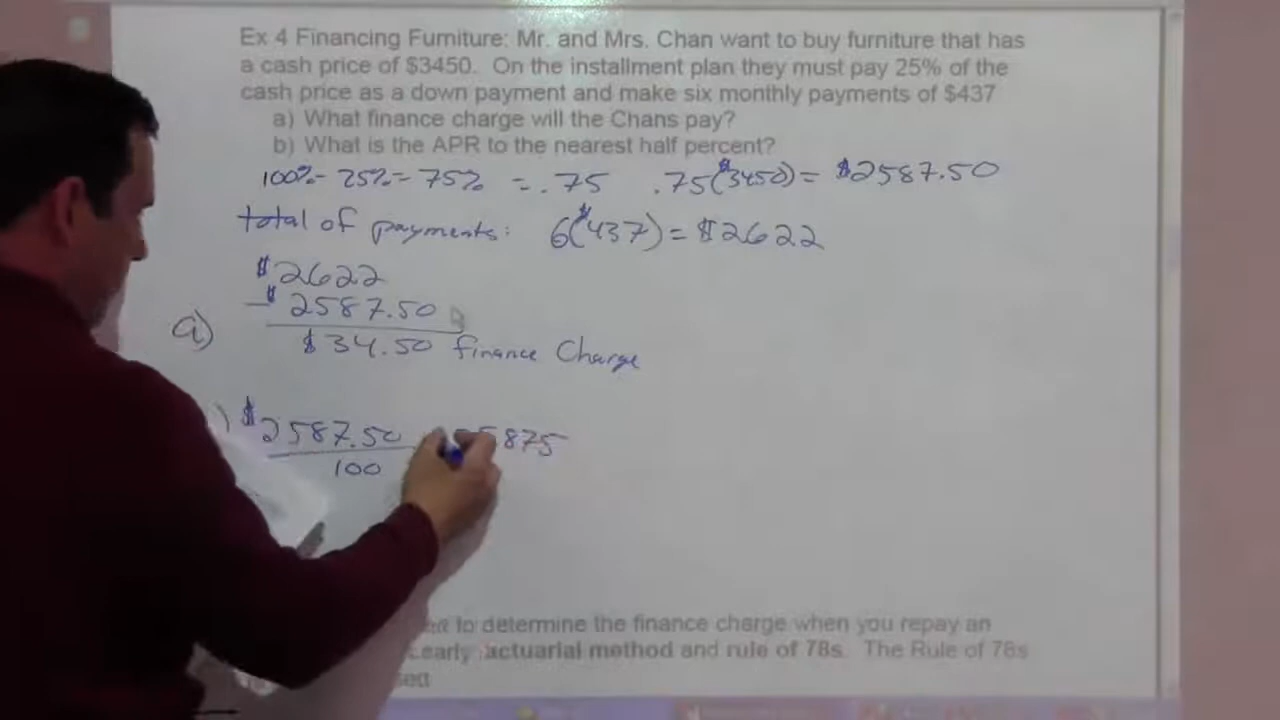 Ex 4 Financing Furniture: Mr. and Mrs. Chan want to buy furniture that has
a cash price of $3450. On the installment plan they must pay 25% of the
cash price as a down payment and make six monthly payments of $437
a) What finance charge will the Chans pay?
b) What is the APR to the nearest half percent?
100% - 25% = 75% = .75 .75($3450) = $2587.50
total of payments: 6($437) = $2622
$2622
- $2587.50
a) $34.50 finance Charge
) $2587.50 5875
100
to determine the finance charge when you repay an
early: actuarial method and rule of 78s. The Rule of 78s